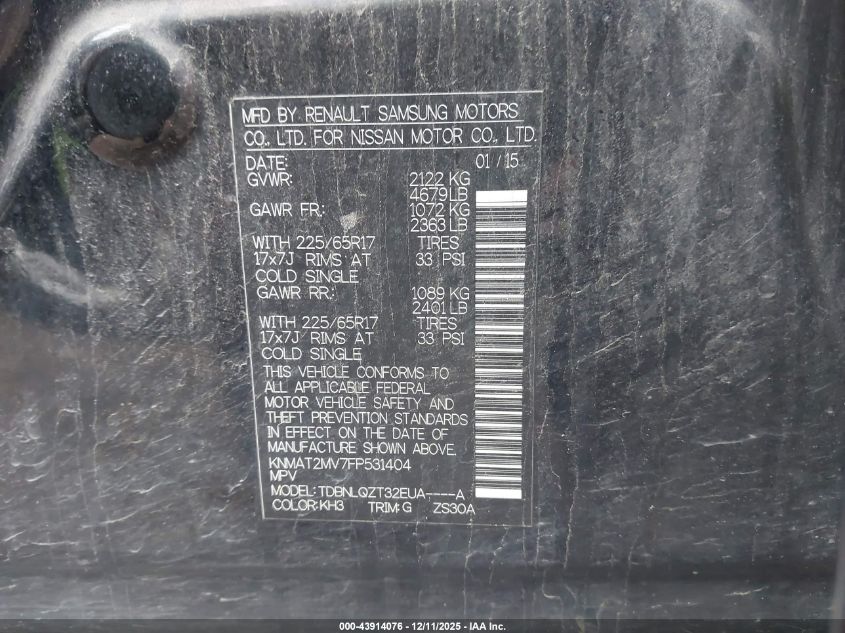 MFD BY RENAULT SAMSUNG MOTORS
CO., LTD. FOR NISSAN MOTOR CO., LTD.
DATE: 01 / 15
GVWR: 2122 KG
4679 LB
GAWR FR.: 1072 KG
2363 LB
WITH 225/65R17 TIRES
17x7J RIMS AT 33 PSI
COLD SINGLE
GAWR RR.: 1089 KG
2401 LB
WITH 225/65R17 TIRES
17x7J RIMS AT 33 PSI
COLD SINGLE
THIS VEHICLE CONFORMS TO
ALL APPLICABLE FEDERAL
MOTOR VEHICLE SAFETY AND
THEFT PREVENTION STANDARDS
IN EFFECT ON THE DATE OF
MANUFACTURE SHOWN ABOVE.
KNMAT2MV7FP531404
MPV
MODEL: TDBNLQZT32EUA----A
COLOR: KH3 TRIM: G ZS30A
000-43914076 - 12/11/2025 - IAA Inc.